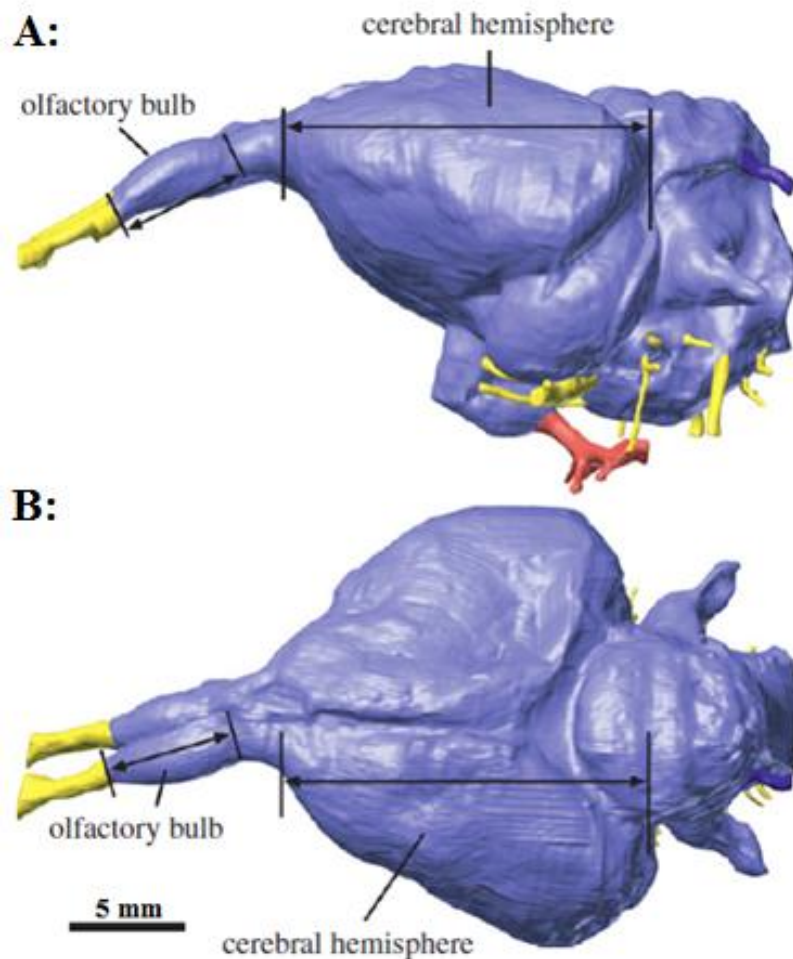 A:
cerebral hemisphere
olfactory bulb
B:
olfactory bulb
5 mm
cerebral hemisphere